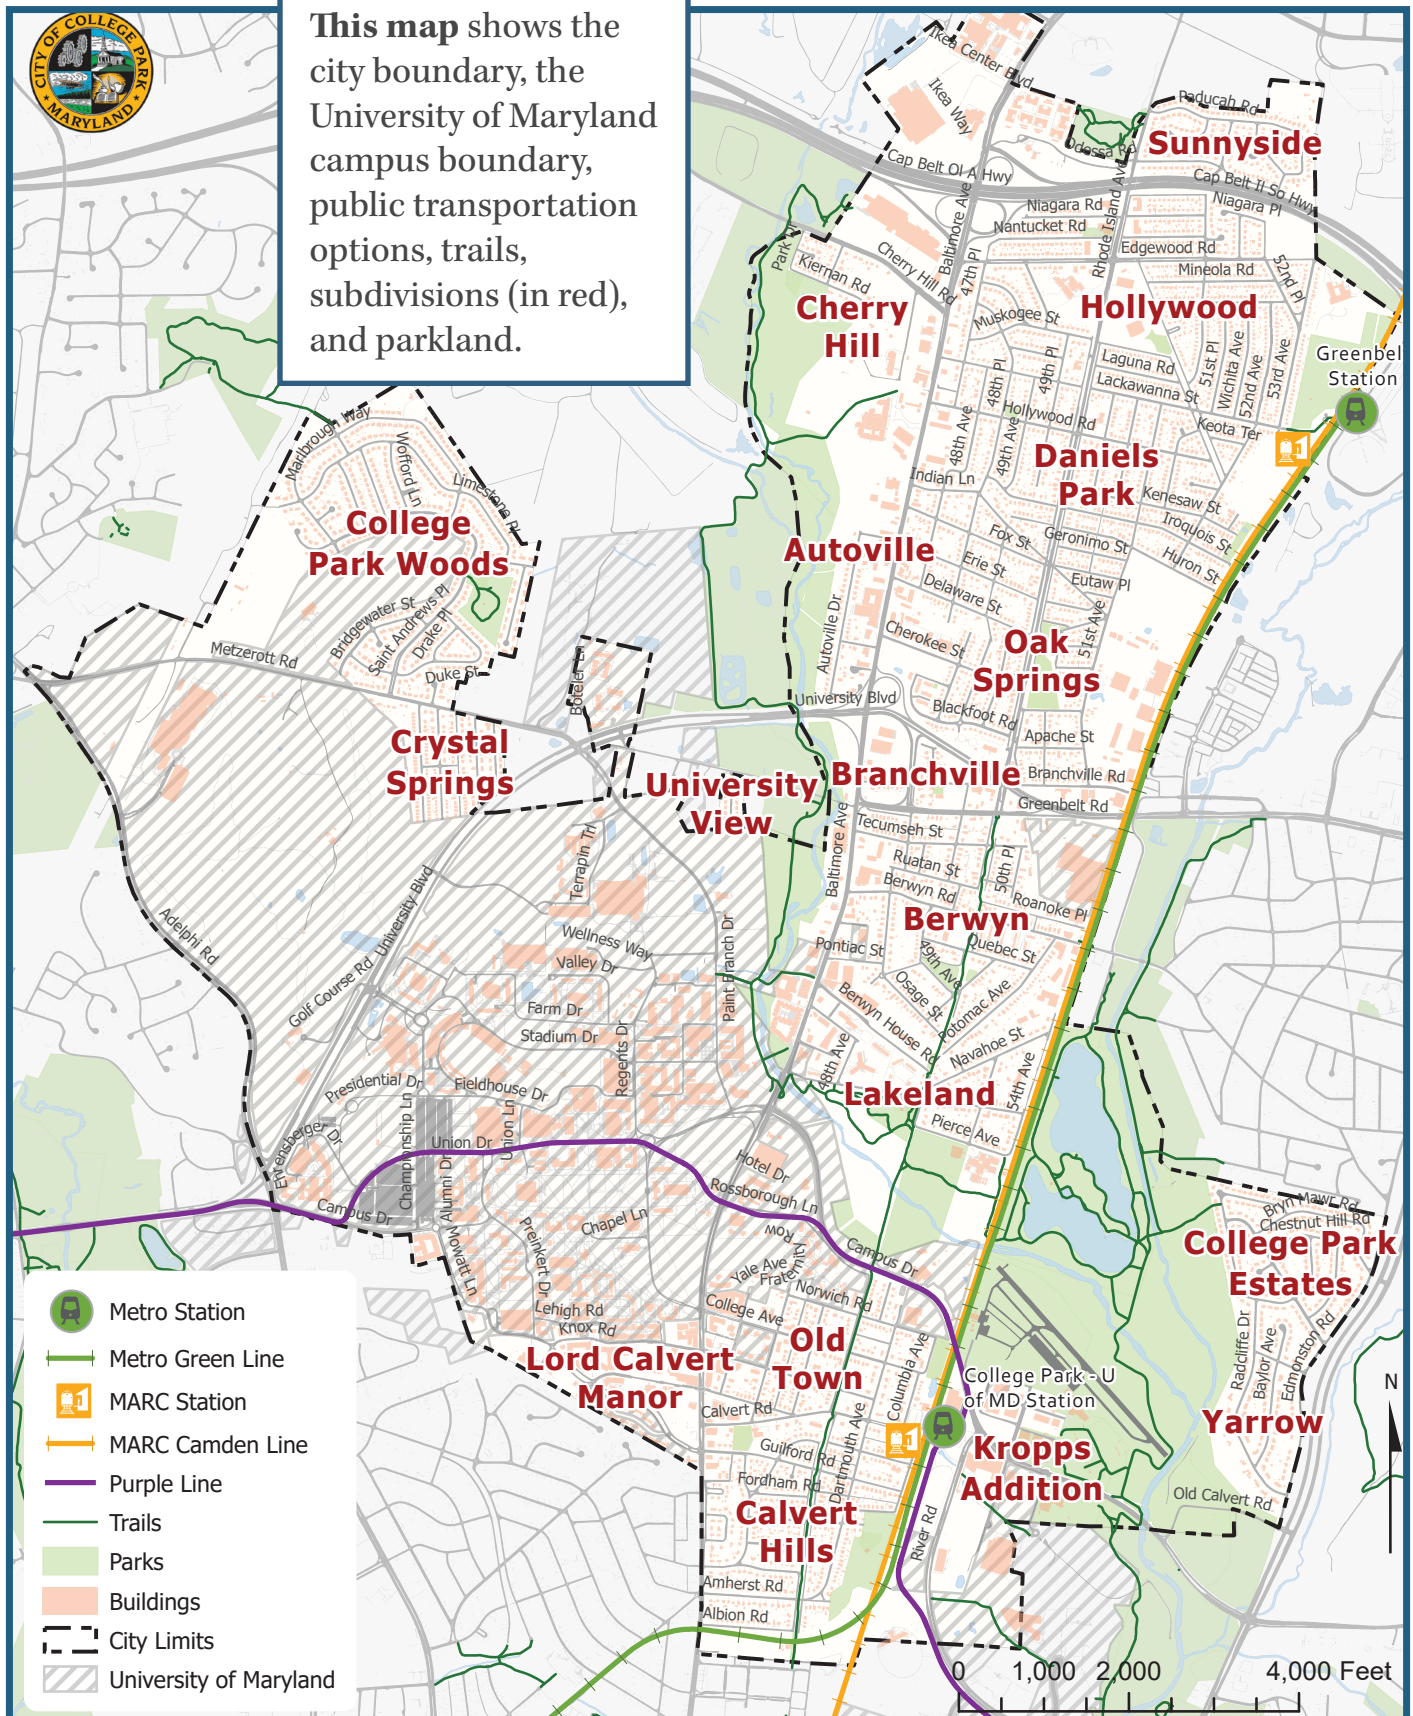 CITY OF COLLEGE PARK
MARYLAND
This map shows the
city boundary, the
University of Maryland
campus boundary,
public transportation
options, trails,
subdivisions (in red),
and parkland.
Ikea Center Blvd
Ikea Way
Paducah Rd
Odessa Rd
Sunnyside
Cap Belt Ol A Hwy
Cap Belt Il So Hwy
Niagara Rd
Niagara Pl
Nantucket Rd
Rhode Island Ave
Baltimore Ave
Edgewood Rd
Park Dr
Kiernan Rd
Cherry Hill Rd
47th Pl
Mineola Rd
52nd Pl
Cherry
Hill
Hollywood
Muskogee St
Laguna Rd
Lackawanna St
48th Pl
49th Pl
51st Pl
Wichita Ave
52nd Ave
53rd Ave
Greenbel
Station
Hollywood Rd
48th Ave
49th Ave
Keota Ter
Marlbrough Way
Wofford Ln
Limestone Pl
Daniels
Park
Indian Ln
Kenesaw St
Iroquois St
Huron St
College
Park Woods
Autoville
Fox St
Geronimo St
Erie St
Delaware St
Eutaw Pl
Bridgewater St
Saint Andrews Pl
Drake Pl
Duke St
Metzerott Rd
Boteler Ln
Autoville Dr
Cherokee St
51st Ave
Oak
Springs
University Blvd
Blackfoot Rd
Apache St
Crystal
Springs
University
View
Branchville
Branchville Rd
Greenbelt Rd
Terrapin Trl
Baltimore Ave
Tecumseh St
Ruatan St
Berwyn Rd
50th Pl
Roanoke Pl
Adelphi Rd
University Blvd
Golf Course Rd
Wellness Way
Valley Dr
Paint Branch Dr
Berwyn
Pontiac St
49th Ave
Quebec St
Osage St
Potomac Ave
Berwyn House Rd
Navahoe St
Farm Dr
Stadium Dr
Regents Dr
48th Ave
54th Ave
Presidential Dr
Fieldhouse Dr
Lakeland
Pierce Ave
Ehrensberger Dr
Championship Ln
Union Dr
Union Ln
Alumni Dr
Hotel Dr
Rossborough Ln
Campus Dr
Mowatt Ln
Preinkert Dr
Chapel Ln
Fraternity Row
Yale Ave
Campus Dr
Norwich Rd
College Ave
Lehigh Rd
Knox Rd
Bryn Mawr Rd
Chestnut Hill Rd
College Park
Estates
Radcliffe Dr
Baylor Ave
Edmonston Rd
Lord Calvert
Manor
Old
Town
Columbia Ave
College Park - U
of MD Station
Calvert Rd
Guilford Rd
Dartmouth Ave
Fordham Rd
Kropps
Addition
Yarrow
Old Calvert Rd
Calvert
Hills
River Rd
Amherst Rd
Albion Rd
Metro Station
Metro Green Line
MARC Station
MARC Camden Line
Purple Line
Trails
Parks
Buildings
City Limits
University of Maryland
N
0 1,000 2,000 4,000 Feet